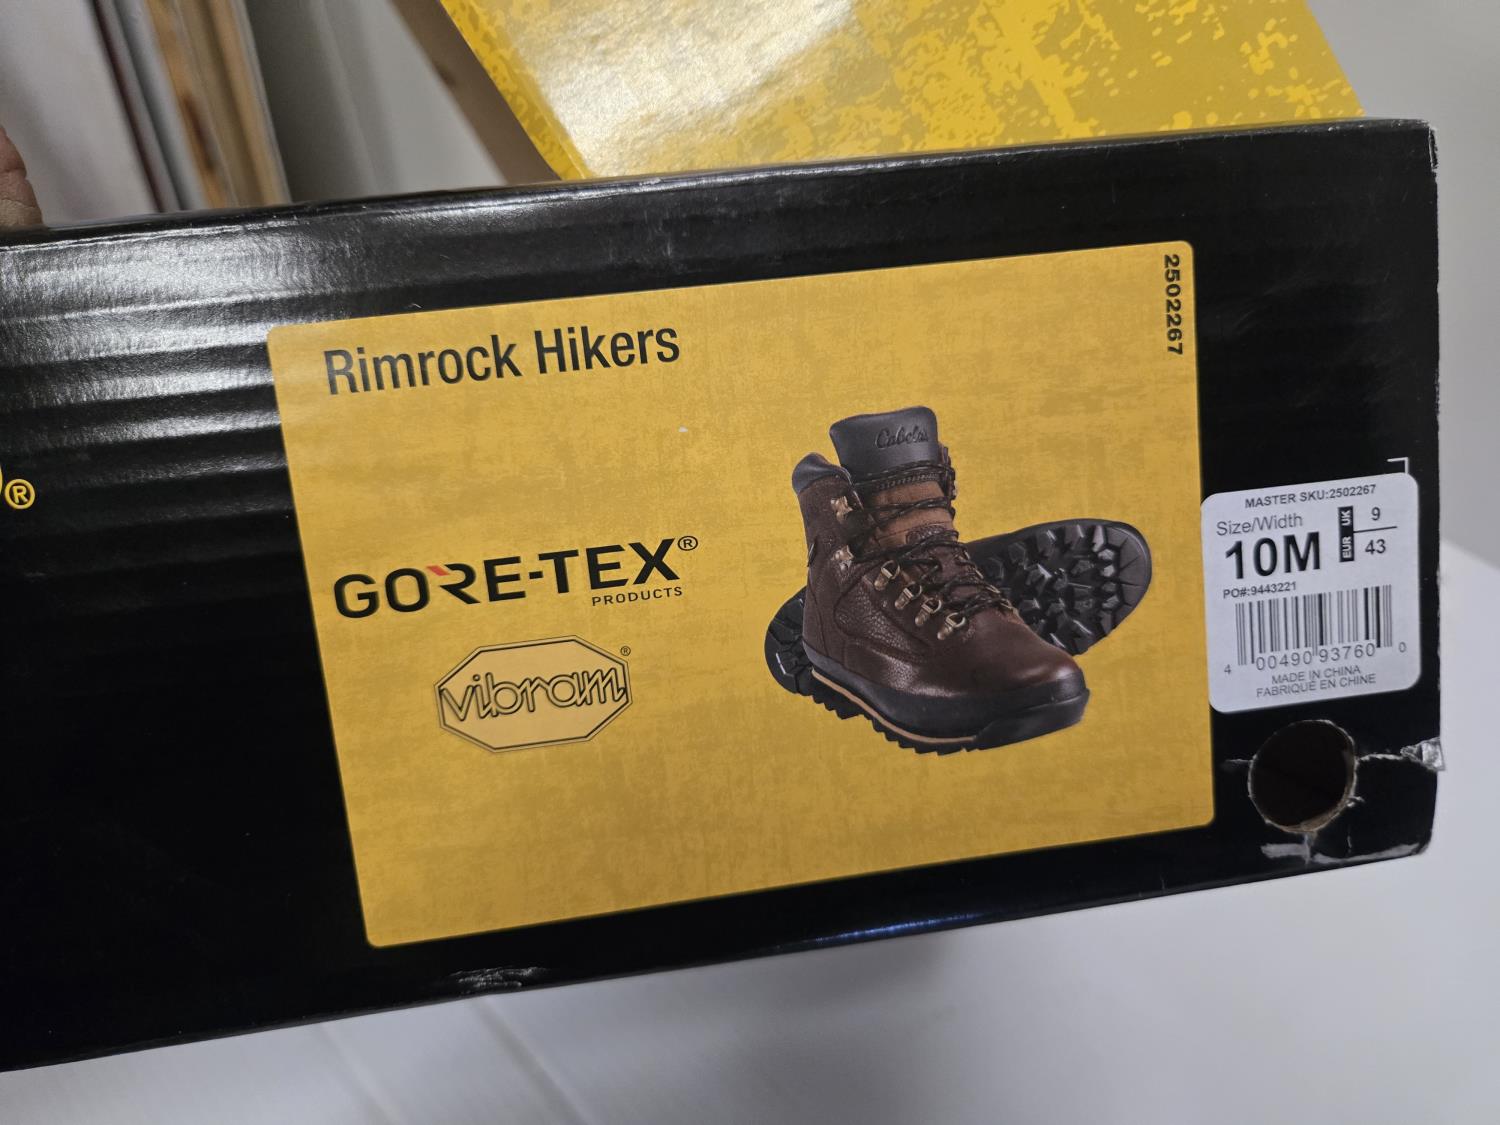 ®
Rimrock Hikers
2502267
GORE-TEX®
PRODUCTS
vibram®
Cabela's
MASTER SKU:2502267
Size/Width
10M
UK 9
EUR 43
PO#:9443221
4 00490 93760 0
MADE IN CHINA
FABRIQUÉ EN CHINE